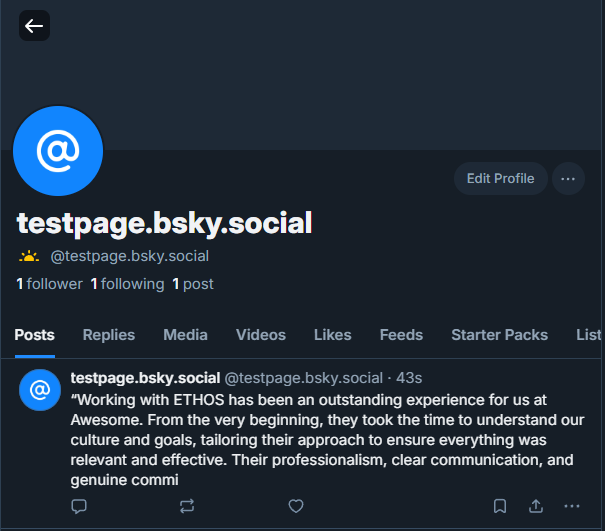 @
Edit Profile
testpage.bsky.social
@testpage.bsky.social
1 follower 1 following 1 post
Posts Replies Media Videos Likes Feeds Starter Packs List
@
testpage.bsky.social @testpage.bsky.social · 43s
“Working with ETHOS has been an outstanding experience for us at
Awesome. From the very beginning, they took the time to understand our
culture and goals, tailoring their approach to ensure everything was
relevant and effective. Their professionalism, clear communication, and
genuine commi